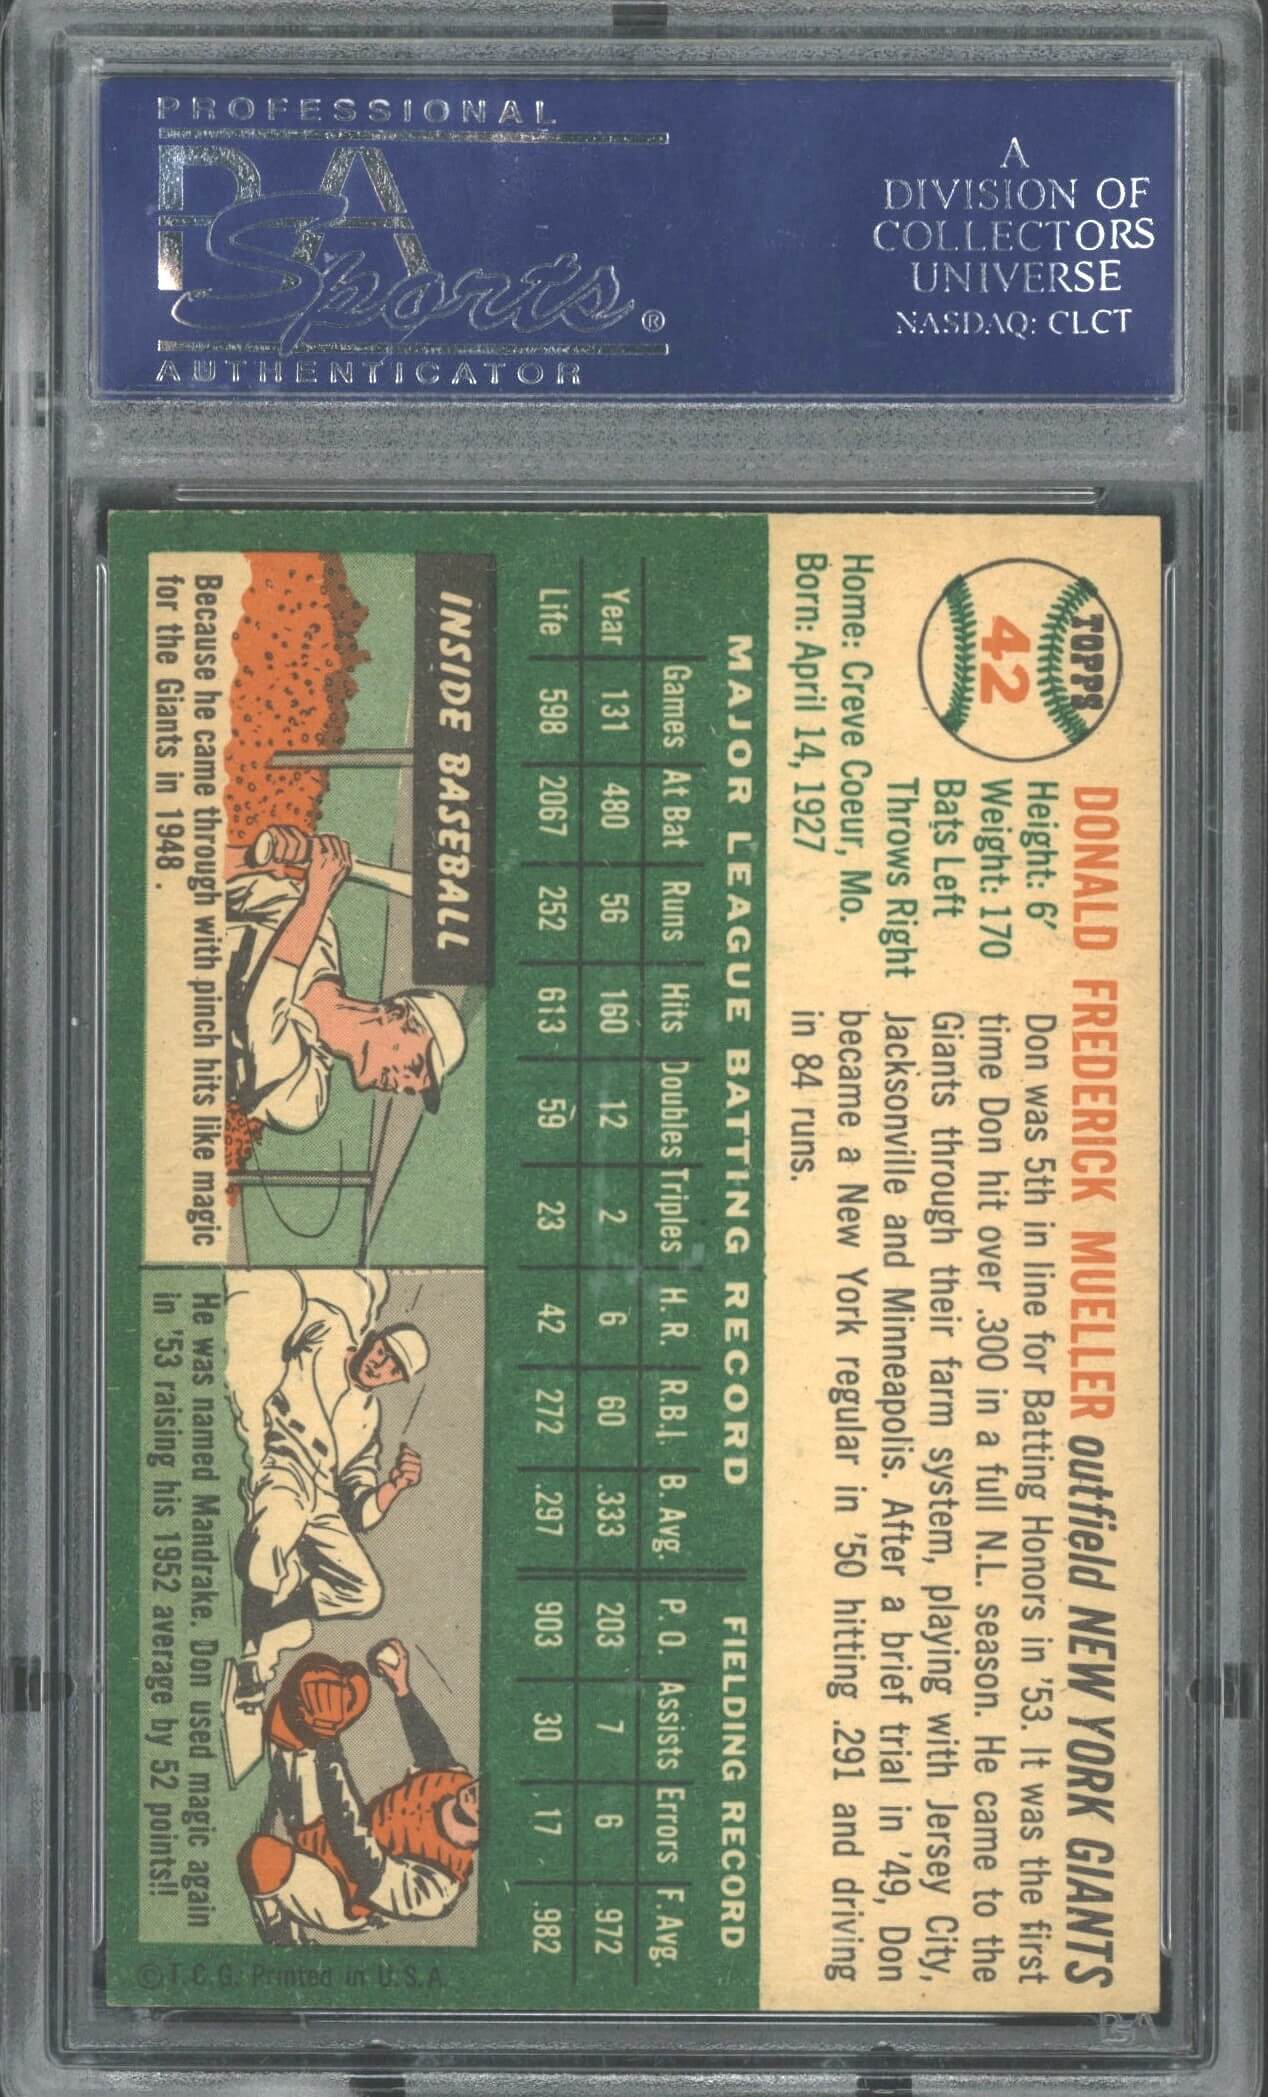 PROFESSIONAL
PSA
Sports®
AUTHENTICATOR
A
DIVISION OF
COLLECTORS
UNIVERSE
NASDAQ: CLCT
TOPPS
42
DONALD FREDERICK MUELLER outfield NEW YORK GIANTS
Height: 6'
Weight: 170
Bats Left
Throws Right
Home: Creve Coeur, Mo.
Born: April 14, 1927
Don was 5th in line for Batting Honors in '53. It was the first
time Don hit over .300 in a full N.L. season. He came to the
Giants through their farm system, playing with Jersey City,
Jacksonville and Minneapolis. After a brief trial in '49, Don
became a New York regular in '50 hitting .291 and driving
in 84 runs.
MAJOR LEAGUE BATTING RECORD FIELDING RECORD
Games At Bat Runs Hits Doubles Triples H.R. R.B.I. B. Avg. P.O. Assists Errors F. Avg.
Year 131 480 56 160 12 2 6 60 .333 203 7 6 .972
Life 598 2067 252 613 59 23 42 272 .297 903 30 17 .982
INSIDE BASEBALL
Because he came through with pinch hits like magic
for the Giants in 1948.
He was named Mandrake. Don used magic again
in '53 raising his 1952 average by 52 points!!
© T.C.G. Printed in U.S.A.
PSA